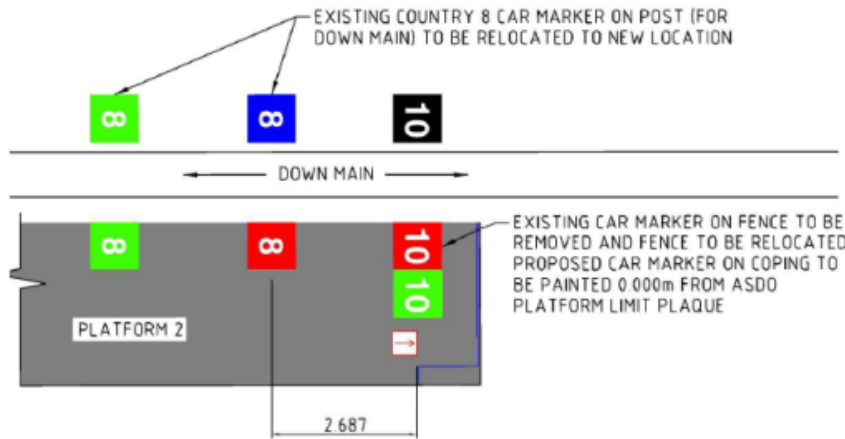 EXISTING COUNTRY 8 CAR MARKER ON POST (FOR
DOWN MAIN) TO BE RELOCATED TO NEW LOCATION
8
8
10
DOWN MAIN
8
8
10
10
EXISTING CAR MARKER ON FENCE TO BE
REMOVED AND FENCE TO BE RELOCATED
PROPOSED CAR MARKER ON COPING TO
BE PAINTED 0.000m FROM ASDO
PLATFORM LIMIT PLAQUE
PLATFORM 2
2.687